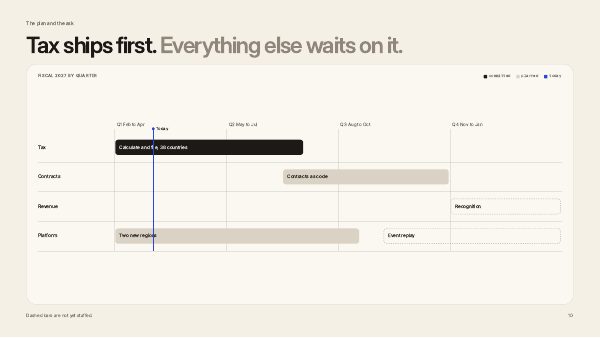 The plan and the ask
Tax ships first. Everything else waits on it.
FISCAL 2027 BY QUARTER
TODAY
Q1 Feb to Apr
Q2 May to Jul
Q3 Aug to Oct
Q4 Nov to Jan
Today
Tax
Calculate and file, 38 countries
Contracts
Contracts as code
Revenue
Recognition
Platform
Two new regions
Event replay
Dashed bars are not yet staffed.
10